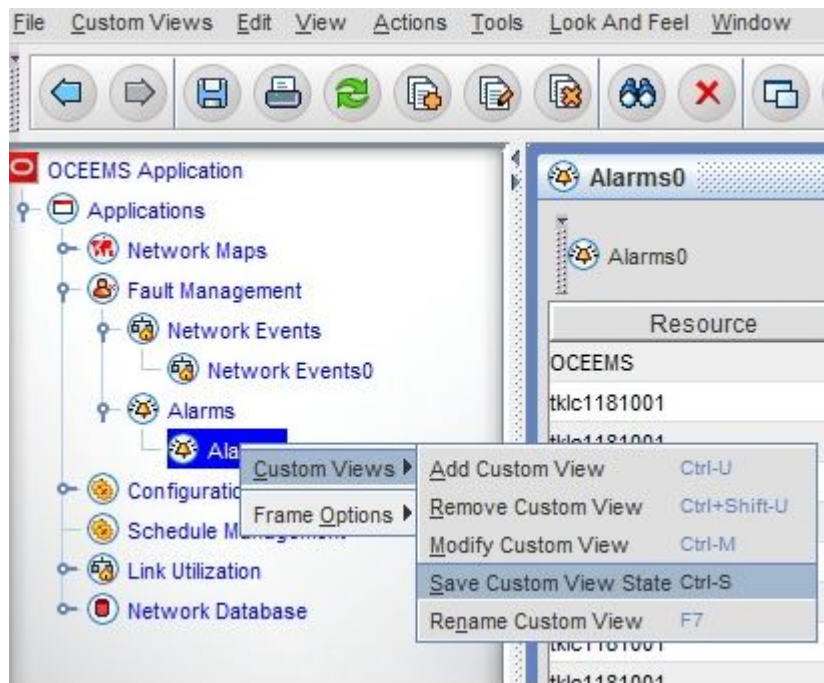 File Custom Views Edit View Actions Tools Look And Feel Window
OCEEMS Application
Applications
Network Maps
Fault Management
Network Events
Network Events0
Alarms
Configuratio
Schedule M
Link Utilization
Network Database
Custom Views
Frame Options
Add Custom View Ctrl-U
Remove Custom View Ctrl+Shift-U
Modify Custom View Ctrl-M
Save Custom View State Ctrl-S
Rename Custom View F7
Alarms0
Alarms0
Resource
OCEEMS
tklc1181001
tklc1181001
tklc1181001
tklc1181001